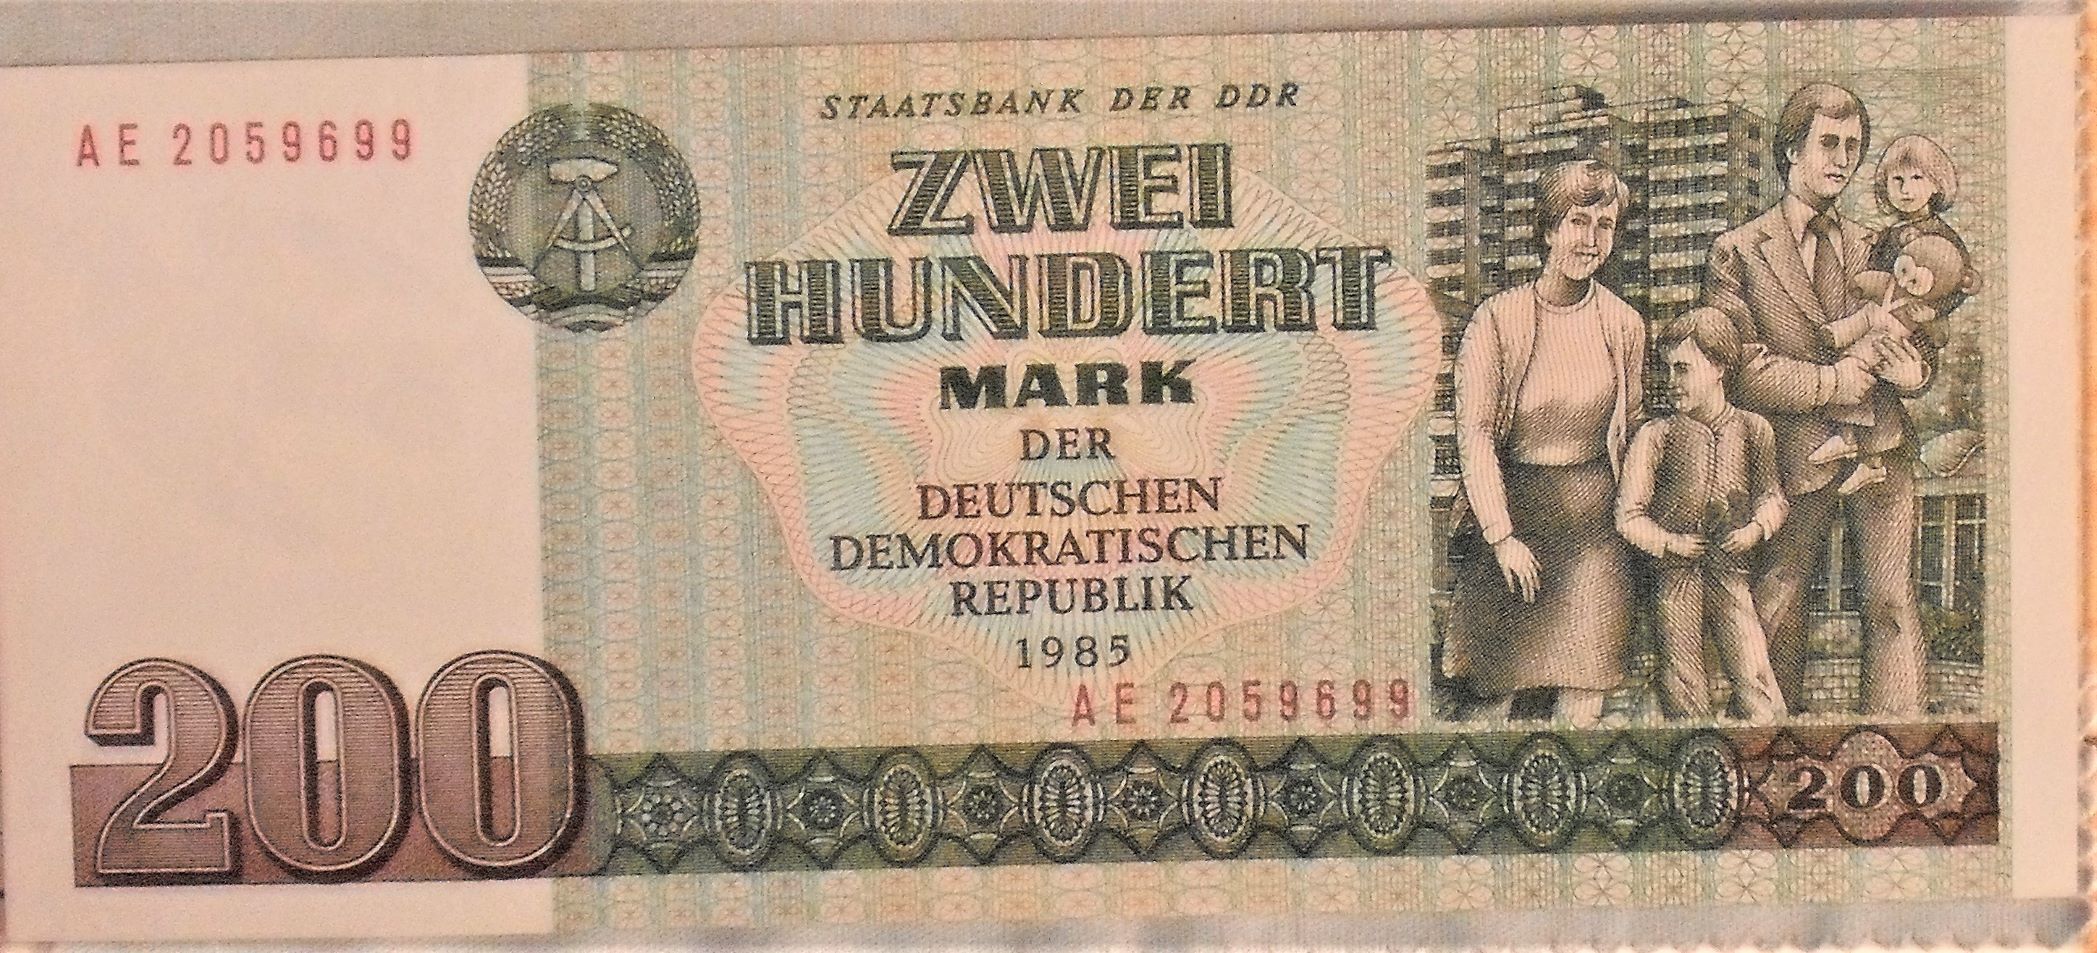 AE 2059699
STAATSBANK DER DDR
ZWEI
HUNDERT
MARK
DER
DEUTSCHEN
DEMOKRATISCHEN
REPUBLIK
1985
AE 2059699
200
200